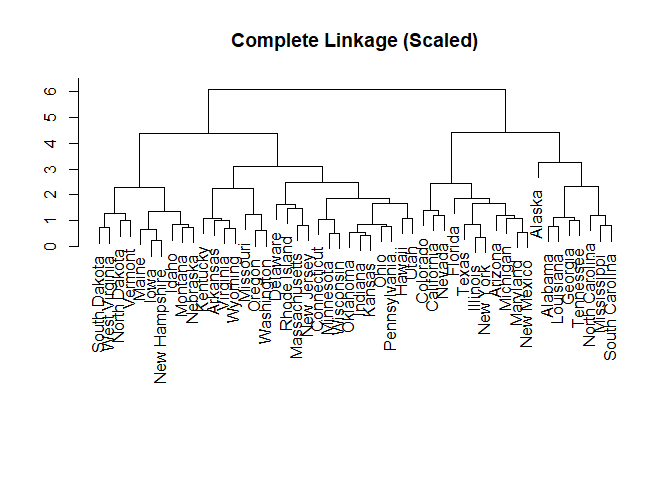 Complete Linkage (Scaled)
6
5
4
3
2
1
0
South Dakota
West Virginia
North Dakota
Vermont
Maine
Iowa
New Hampshire
Idaho
Montana
Nebraska
Kentucky
Arkansas
Virginia
Wyoming
Missouri
Oregon
Washington
Delaware
Rhode Island
Massachusetts
New Jersey
Connecticut
Minnesota
Wisconsin
Oklahoma
Indiana
Kansas
Ohio
Pennsylvania
Hawaii
Utah
Colorado
California
Nevada
Florida
Texas
Illinois
New York
Arizona
Michigan
Maryland
New Mexico
Alaska
Alabama
Louisiana
Georgia
Tennessee
North Carolina
Mississippi
South Carolina